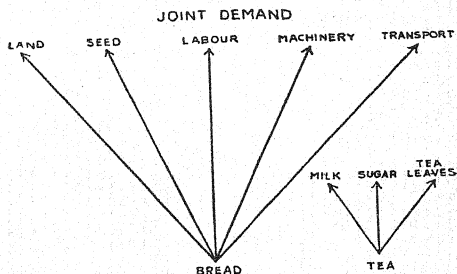 JOINT DEMAND
LAND SEED LABOUR MACHINERY TRANSPORT
MILK SUGAR TEA LEAVES
BREAD TEA